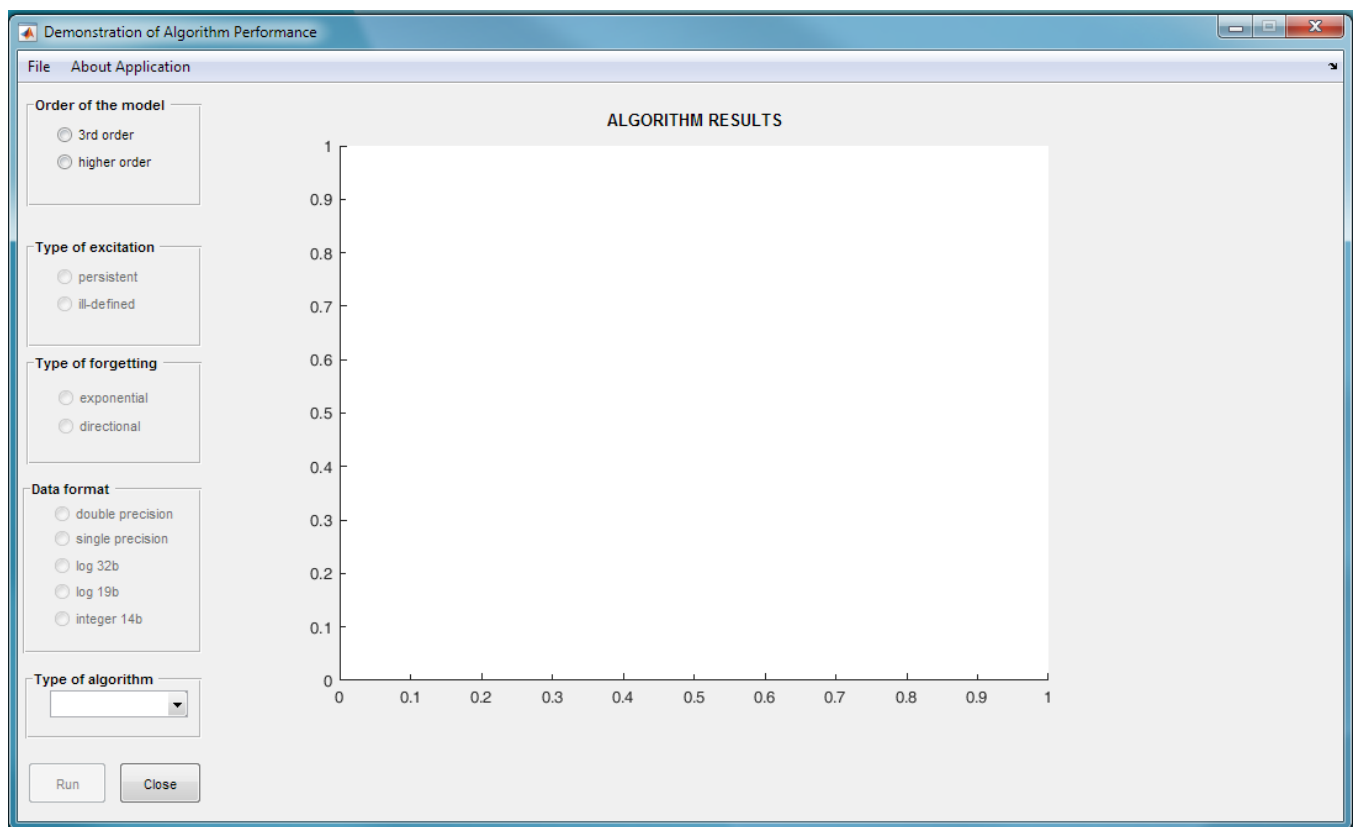 Demonstration of Algorithm Performance
File About Application
Order of the model
3rd order
higher order
Type of excitation
persistent
ill-defined
Type of forgetting
exponential
directional
Data format
double precision
single precision
log 32b
log 19b
integer 14b
Type of algorithm
Run Close
ALGORITHM RESULTS
1
0.9
0.8
0.7
0.6
0.5
0.4
0.3
0.2
0.1
0
0 0.1 0.2 0.3 0.4 0.5 0.6 0.7 0.8 0.9 1